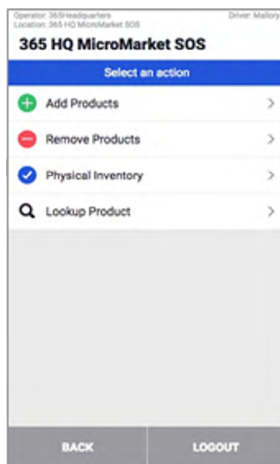 Operator: 365Headquarters
Driver: Mallory
Location: 365 HQ MicroMarket SOS
365 HQ MicroMarket SOS
Select an action
Add Products
Remove Products
Physical Inventory
Lookup Product
BACK
LOGOUT